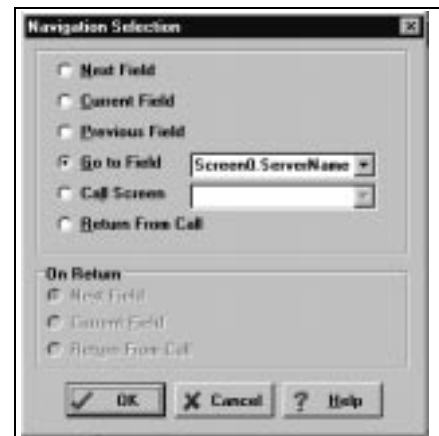 Navigation Selection
Next Field
Current Field
Previous Field
Go to Field Screen0.ServerName
Call Screen
Return From Call
On Return
Next Field
Current Field
Return From Call
OK Cancel ? Help